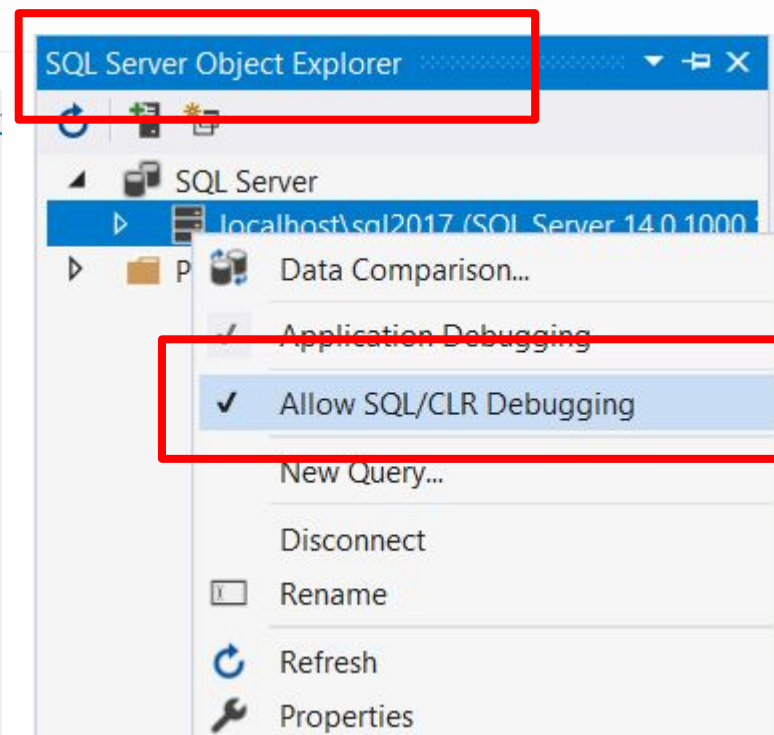 SQL Server Object Explorer
SQL Server
localhost\sql2017 (SQL Server 14.0.1000.
P
Data Comparison...
Application Debugging
Allow SQL/CLR Debugging
New Query...
Disconnect
Rename
Refresh
Properties